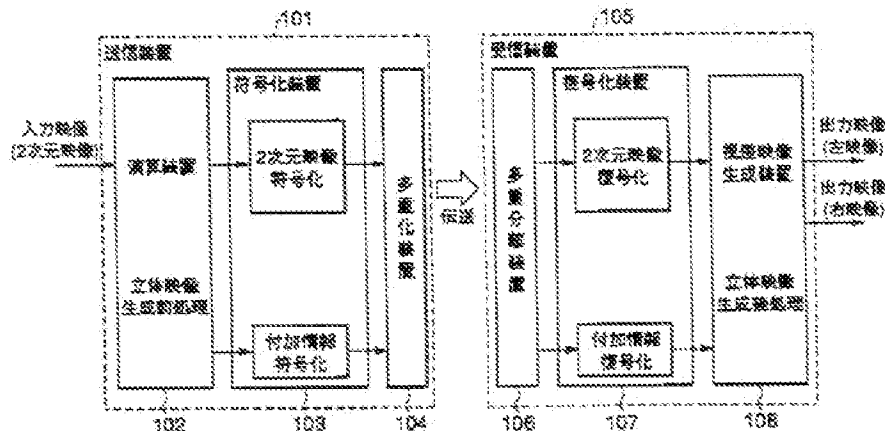 101
送信装置
入力映像
(2次元映像)
演算装置
立体映像
生成前処理
符号化装置
2次元映像
符号化
付加情報
符号化
多重化装置
102
103
104
伝送
105
受信装置
多重分離装置
復号化装置
2次元映像
復号化
付加情報
復号化
視差映像
生成装置
立体映像
生成後処理
出力映像
(左映像)
出力映像
(右映像)
106
107
108